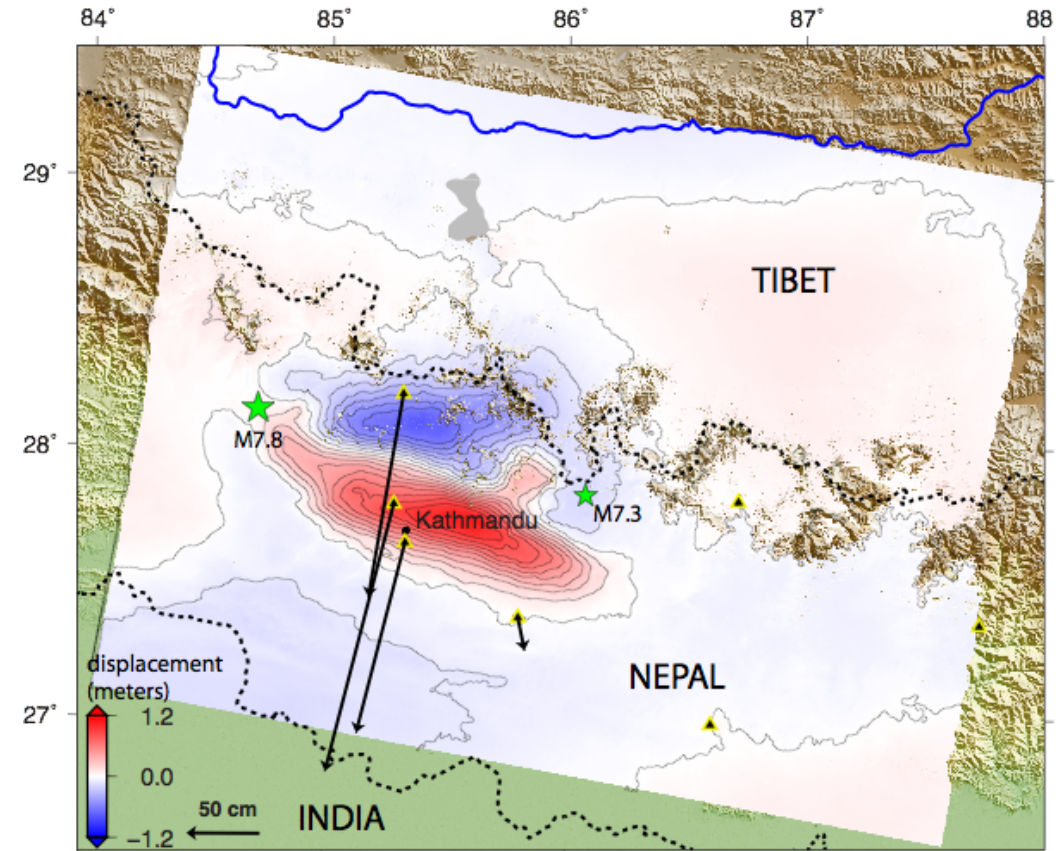 84° 85° 86° 87° 88
29°
TIBET
28°
M7.8
Kathmandu
M7.3
displacement
(meters)
NEPAL
27°
1.2
0.0
50 cm
INDIA
−1.2